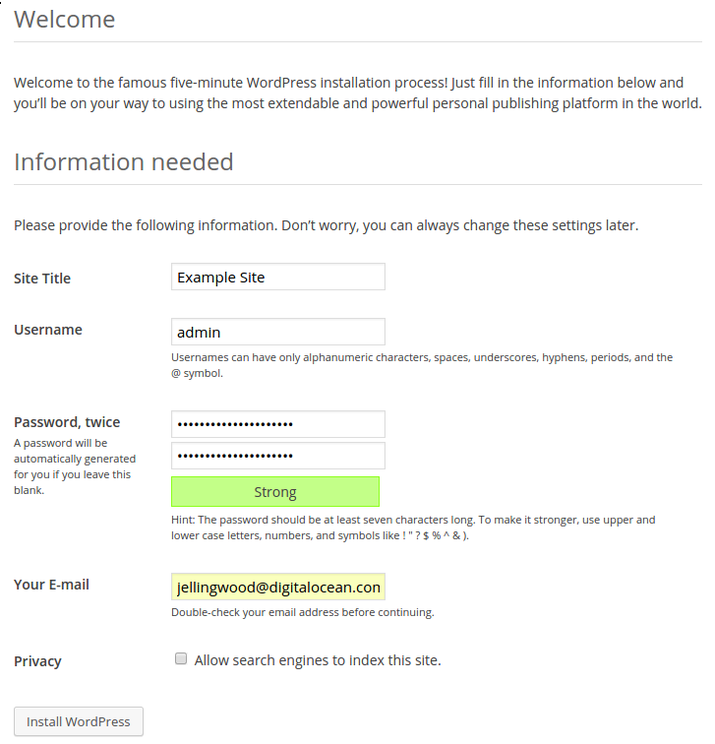 Welcome
Welcome to the famous five-minute WordPress installation process! Just fill in the information below and
you’ll be on your way to using the most extendable and powerful personal publishing platform in the world.
Information needed
Please provide the following information. Don’t worry, you can always change these settings later.
Site Title
Example Site
Username
admin
Usernames can have only alphanumeric characters, spaces, underscores, hyphens, periods, and the
@ symbol.
Password, twice
A password will be
automatically generated
for you if you leave this
blank.
•••••••••••••••••••••
•••••••••••••••••••••
Strong
Hint: The password should be at least seven characters long. To make it stronger, use upper and
lower case letters, numbers, and symbols like ! " ? $ % ^ & ).
Your E-mail
jellingwood@digitalocean.con
Double-check your email address before continuing.
Privacy
Allow search engines to index this site.
Install WordPress